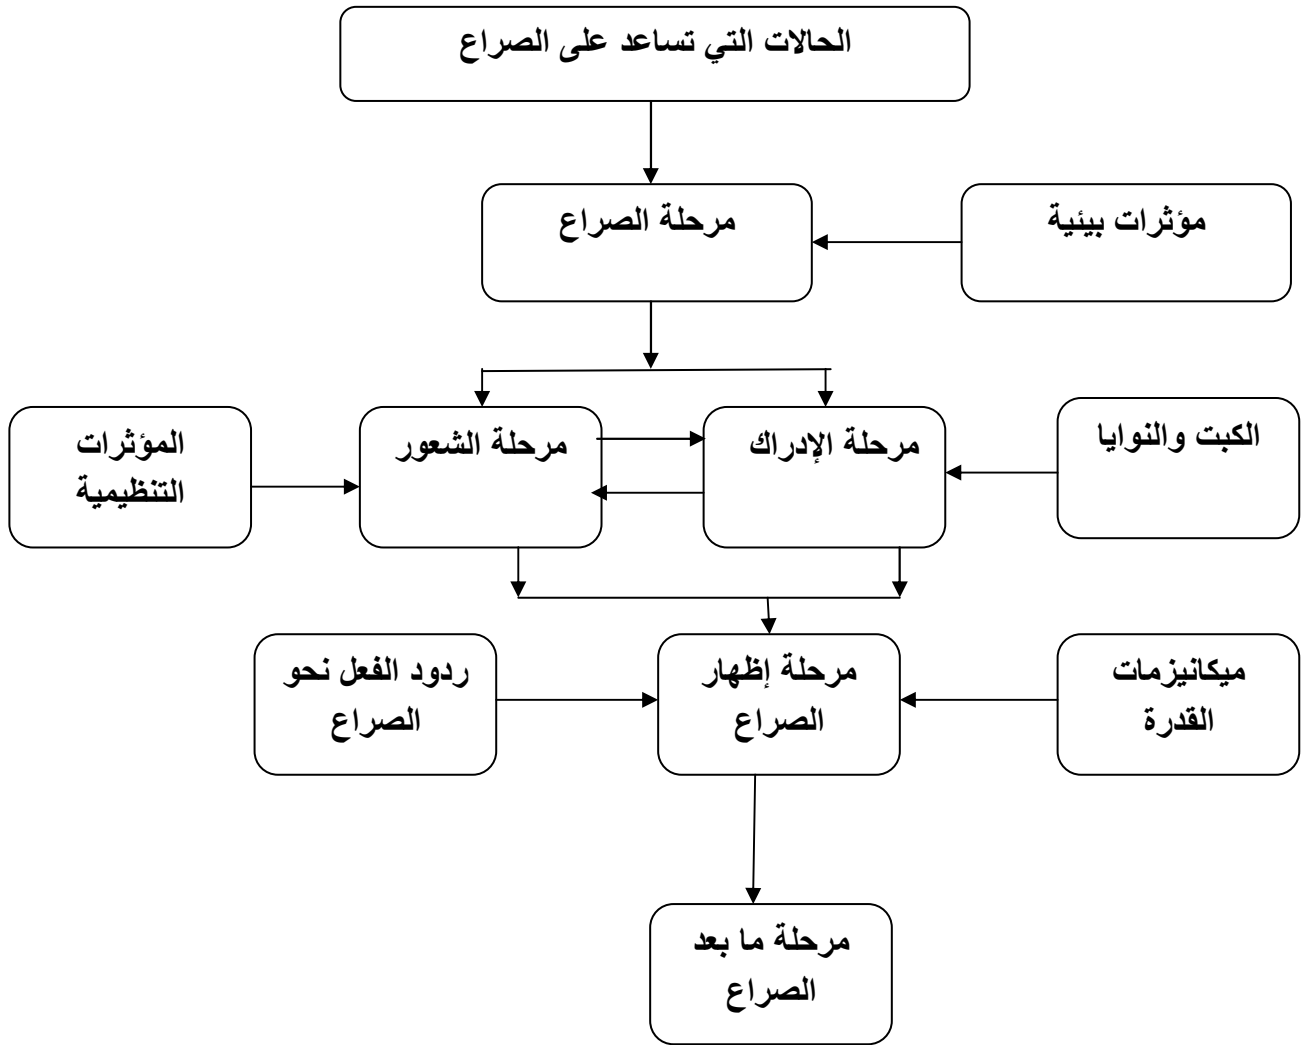 الحالات التي تساعد على الصراع
مرحلة الصراع
مؤثرات بيئية
الكبت والنوايا
مرحلة الإدراك
مرحلة الشعور
المؤثرات
التنظيمية
ميكانيزمات
القدرة
مرحلة إظهار
الصراع
ردود الفعل نحو
الصراع
مرحلة ما بعد
الصراع